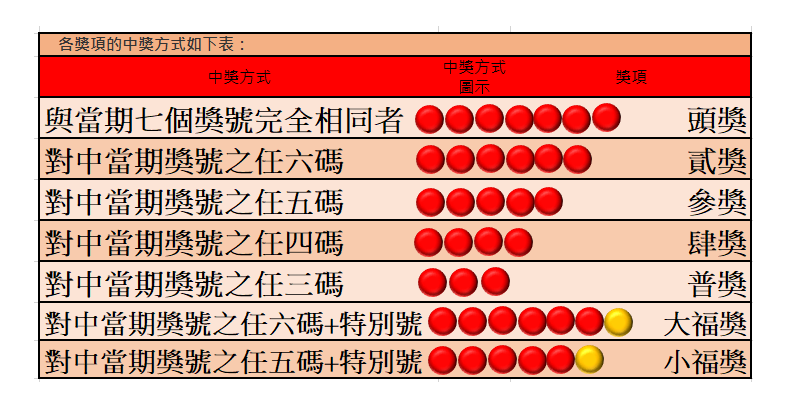 各獎項的中獎方式如下表：
中獎方式 中獎方式 圖示 獎項
與當期七個獎號完全相同者 頭獎
對中當期獎號之任六碼 貳獎
對中當期獎號之任五碼 參獎
對中當期獎號之任四碼 肆獎
對中當期獎號之任三碼 普獎
對中當期獎號之任六碼+特別號 大福獎
對中當期獎號之任五碼+特別號 小福獎